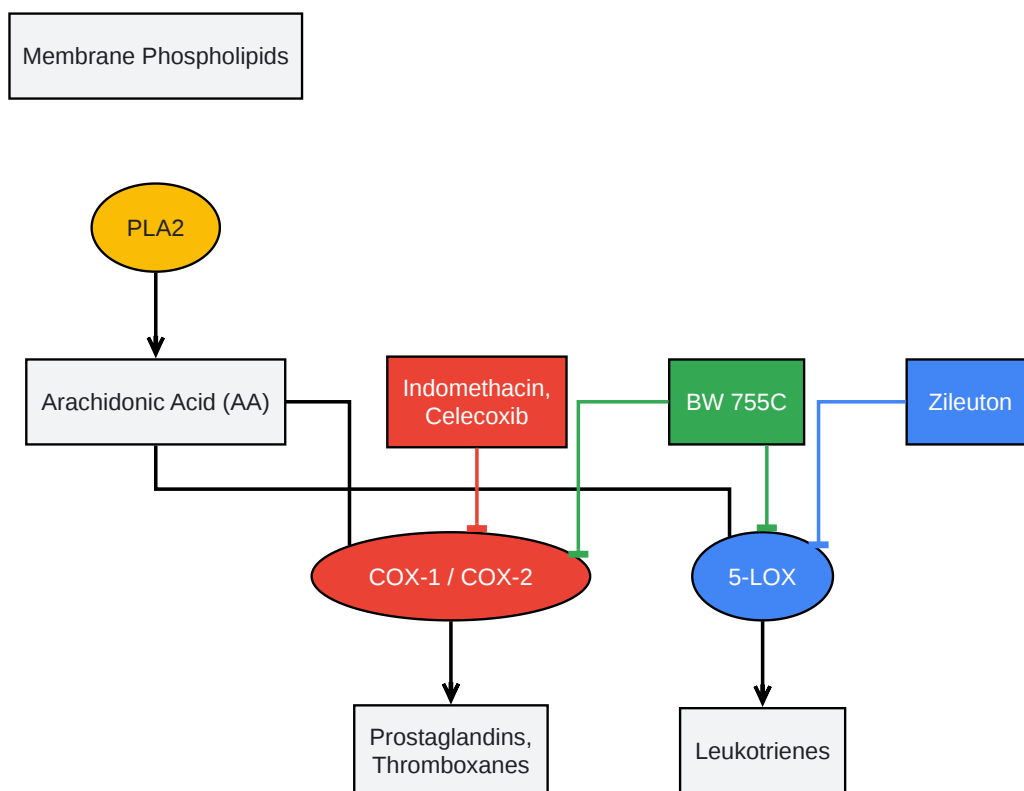 Membrane Phospholipids
PLA2
Arachidonic Acid (AA)
Indomethacin,
Celecoxib
BW 755C
Zileuton
COX-1 / COX-2
5-LOX
Prostaglandins,
Thromboxanes
Leukotrienes